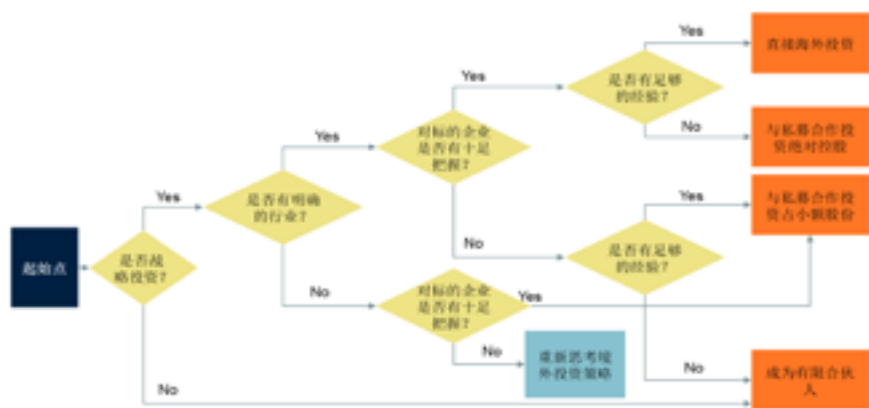 Yes
直接海外投资
是否有足够
的经验?
Yes
No
对标的企业
是否有十足
把握?
与私募合作投
资绝对控股
Yes
Yes
是否有明确
的行业?
Yes
与私募合作投
资占小额股份
No
起始点
是否战
略投资?
是否有足够
的经验?
No
对标的企业
是否有十足
把握?
Yes
No
重新思考境
外投资策略
No
成为有限合伙
人
No